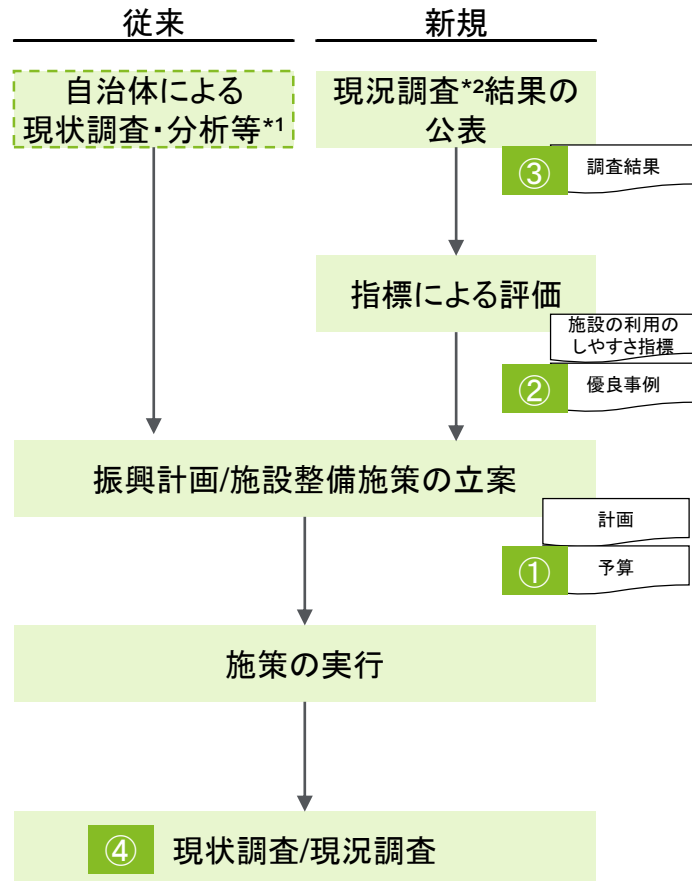 従来
新規
自治体による
現状調査・分析等*1
現況調査*2結果の
公表
③
調査結果
指標による評価
施設の利用の
しやすさ指標
②
優良事例
振興計画/施設整備施策の立案
計画
①
予算
施策の実行
④
現状調査/現況調査